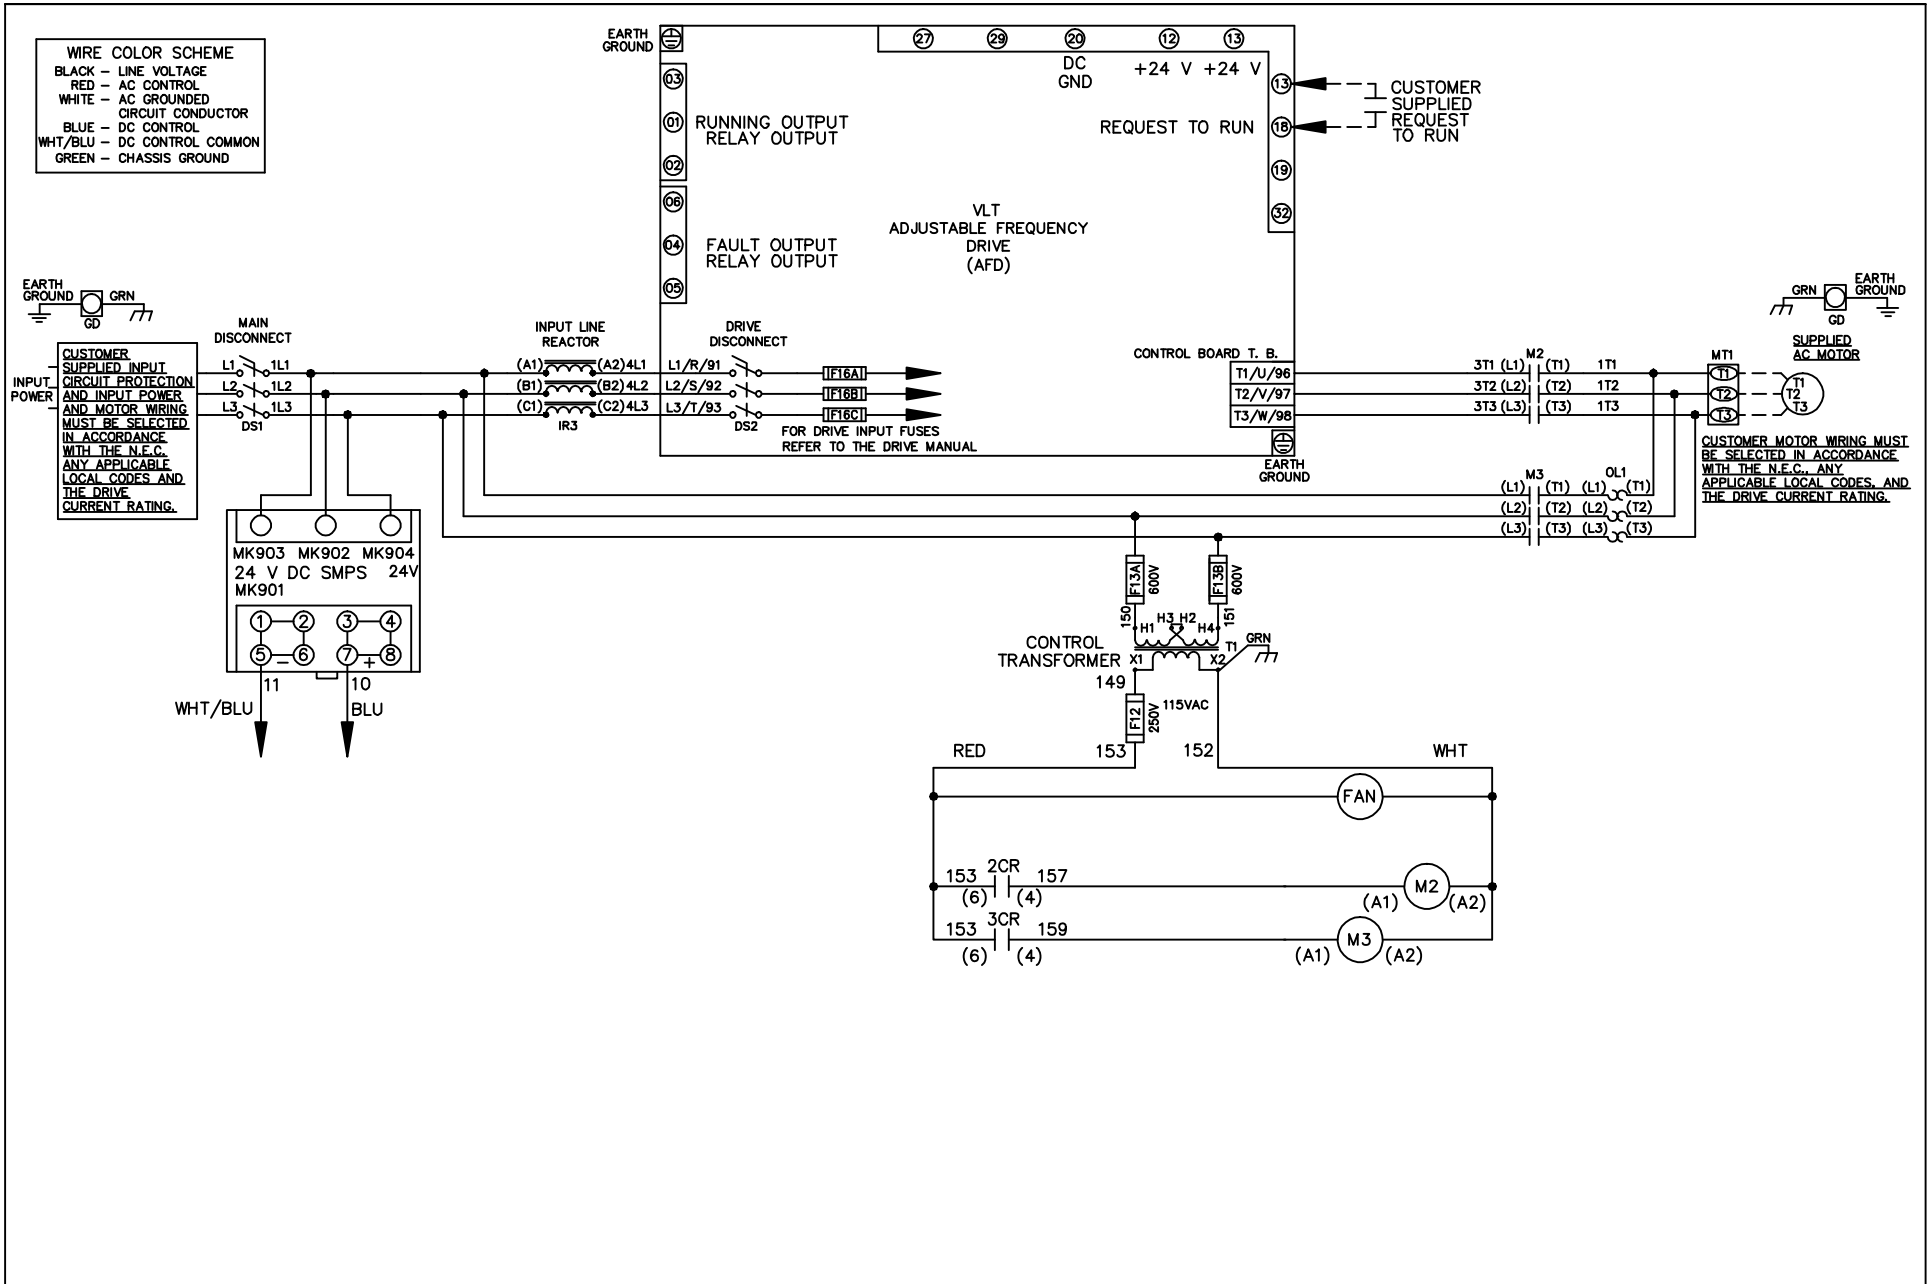 WIRE COLOR SCHEME
BLACK – LINE VOLTAGE
RED – AC CONTROL
WHITE – AC GROUNDED
CIRCUIT CONDUCTOR
BLUE – DC CONTROL
WHT/BLU – DC CONTROL COMMON
GREEN – CHASSIS GROUND
EARTH
GROUND
27 29 20 12 13
DC
GND
+24 V +24 V
03
01
02
RUNNING OUTPUT
RELAY OUTPUT
06
04
05
FAULT OUTPUT
RELAY OUTPUT
VLT
ADJUSTABLE FREQUENCY
DRIVE
(AFD)
REQUEST TO RUN
13
18
19
32
CUSTOMER
SUPPLIED
REQUEST
TO RUN
EARTH
GROUND
GRN
GD
INPUT
POWER
CUSTOMER
SUPPLIED INPUT
CIRCUIT PROTECTION
AND INPUT POWER
AND MOTOR WIRING
MUST BE SELECTED
IN ACCORDANCE
WITH THE N.E.C.
ANY APPLICABLE
LOCAL CODES AND
THE DRIVE
CURRENT RATING.
MAIN
DISCONNECT
L1 1L1
L2 1L2
L3 1L3
DS1
INPUT LINE
REACTOR
(A1) (A2) 4L1
(B1) (B2) 4L2
(C1) (C2) 4L3
IR3
DRIVE
DISCONNECT
L1/R/91
L2/S/92
L3/T/93
DS2
F16A
F16B
F16C
FOR DRIVE INPUT FUSES
REFER TO THE DRIVE MANUAL
CONTROL BOARD T. B.
T1/U/96
T2/V/97
T3/W/98
EARTH
GROUND
M2
3T1 (L1) (T1) 1T1
3T2 (L2) (T2) 1T2
3T3 (L3) (T3) 1T3
MT1
T1
T2
T3
GRN
GD
EARTH
GROUND
SUPPLIED
AC MOTOR
T1
T2
T3
CUSTOMER MOTOR WIRING MUST
BE SELECTED IN ACCORDANCE
WITH THE N.E.C., ANY
APPLICABLE LOCAL CODES, AND
THE DRIVE CURRENT RATING.
M3 OL1
(L1) (T1) (L1) (T1)
(L2) (T2) (L2) (T2)
(L3) (T3) (L3) (T3)
MK903 MK902 MK904
24 V DC SMPS 24V
MK901
1 2 3 4
5 – 6 7 + 8
11 10
WHT/BLU BLU
F13A
600V
F13B
600V
150
151
H1 H3 H2 H4
CONTROL
TRANSFORMER
X1 X2
T1
GRN
149
F12
250V
115VAC
153 152
RED WHT
FAN
2CR
153 157
(6) (4)
M2
(A1) (A2)
3CR
153 159
(6) (4)
M3
(A1) (A2)